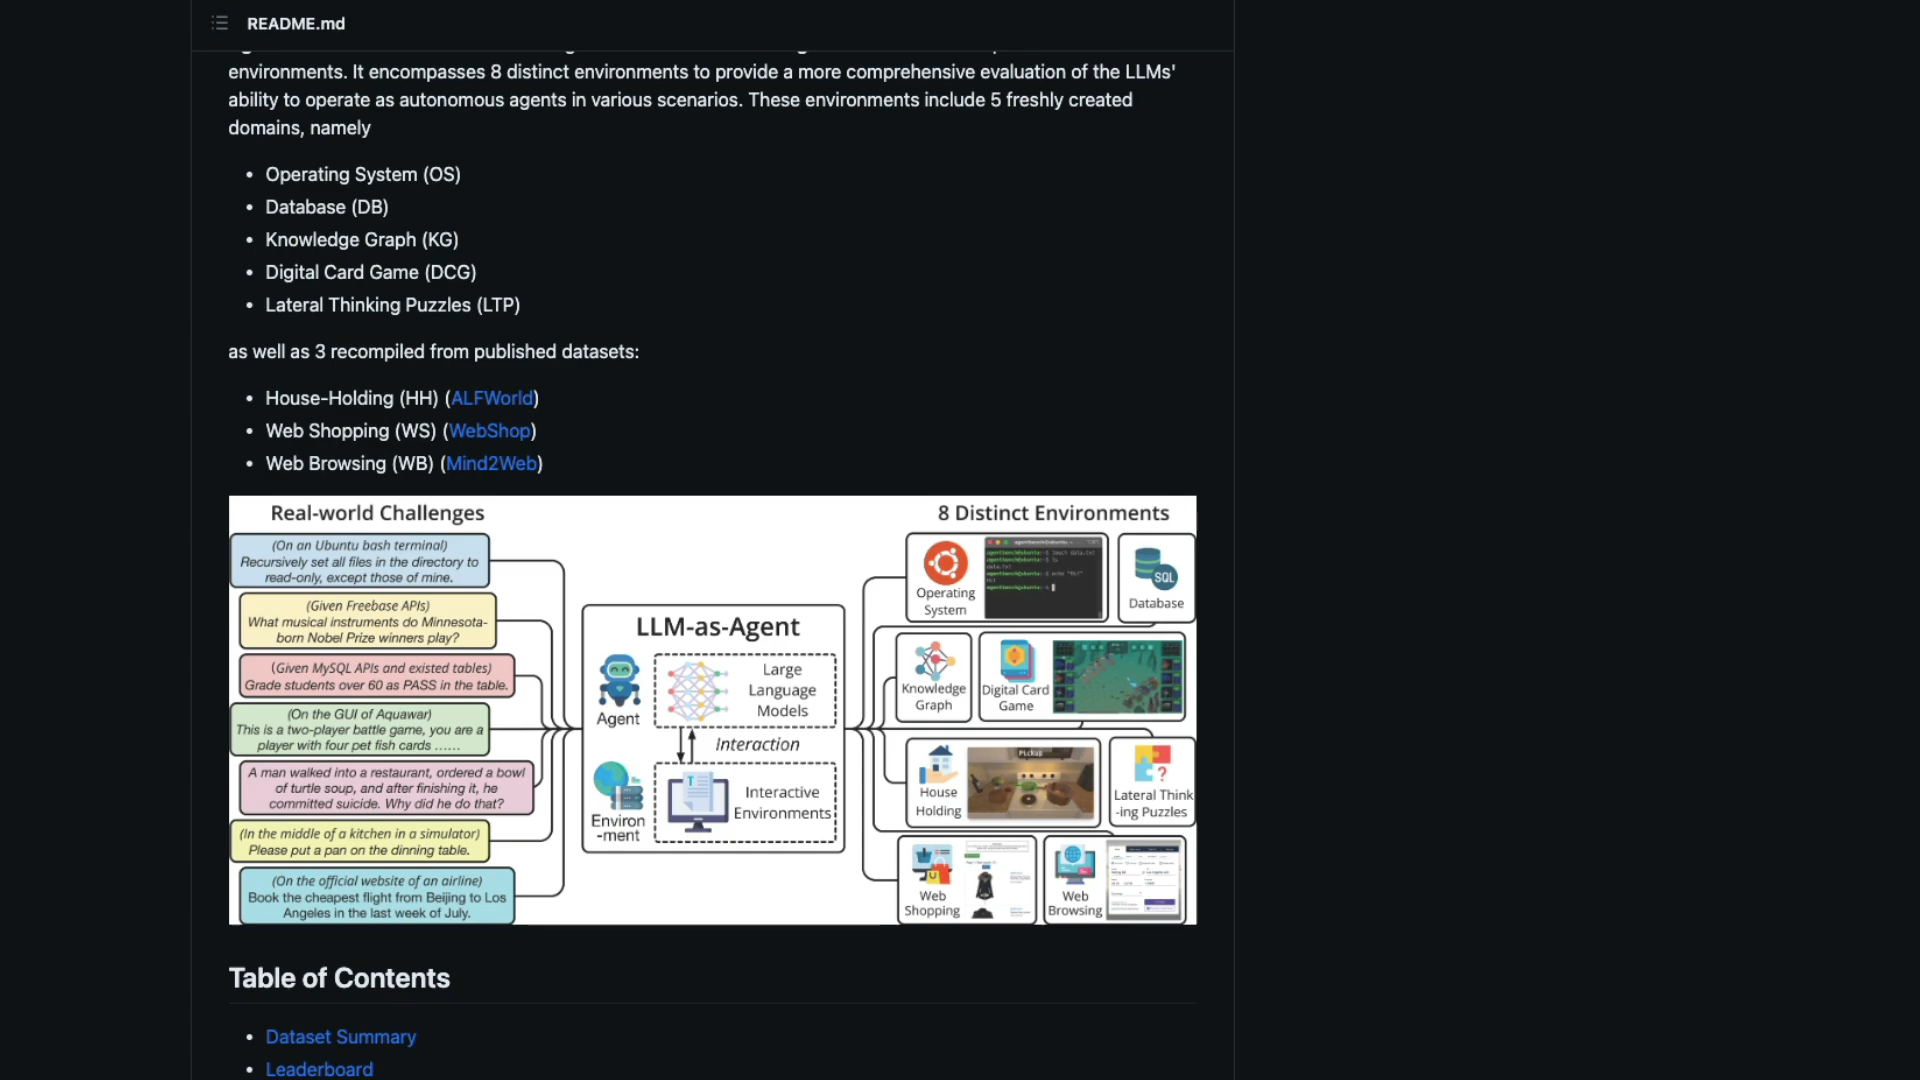 README.md
environments. It encompasses 8 distinct environments to provide a more comprehensive evaluation of the LLMs'
ability to operate as autonomous agents in various scenarios. These environments include 5 freshly created
domains, namely
• Operating System (OS)
• Database (DB)
• Knowledge Graph (KG)
• Digital Card Game (DCG)
• Lateral Thinking Puzzles (LTP)
as well as 3 recompiled from published datasets:
• House-Holding (HH) (ALFWorld)
• Web Shopping (WS) (WebShop)
• Web Browsing (WB) (Mind2Web)
Real-world Challenges
(On an Ubuntu bash terminal)
Recursively set all files in the directory to
read-only, except those of mine.
(Given Freebase APIs)
What musical instruments do Minnesota-
born Nobel Prize winners play?
(Given MySQL APIs and existed tables)
Grade students over 60 as PASS in the table.
(On the GUI of Aquawar)
This is a two-player battle game, you are a
player with four pet fish cards ......
A man walked into a restaurant, ordered a bowl
of turtle soup, and after finishing it, he
committed suicide. Why did he do that?
(In the middle of a kitchen in a simulator)
Please put a pan on the dinning table.
(On the official website of an airline)
Book the cheapest flight from Beijing to Los
Angeles in the last week of July.
LLM-as-Agent
Agent
Large
Language
Models
Interaction
Environ
-ment
Interactive
Environments
8 Distinct Environments
Operating
System
SQL
Database
Knowledge
Graph
Digital Card
Game
House
Holding
Pickup
Lateral Think
-ing Puzzles
Web
Shopping
Web
Browsing
Table of Contents
• Dataset Summary
• Leaderboard